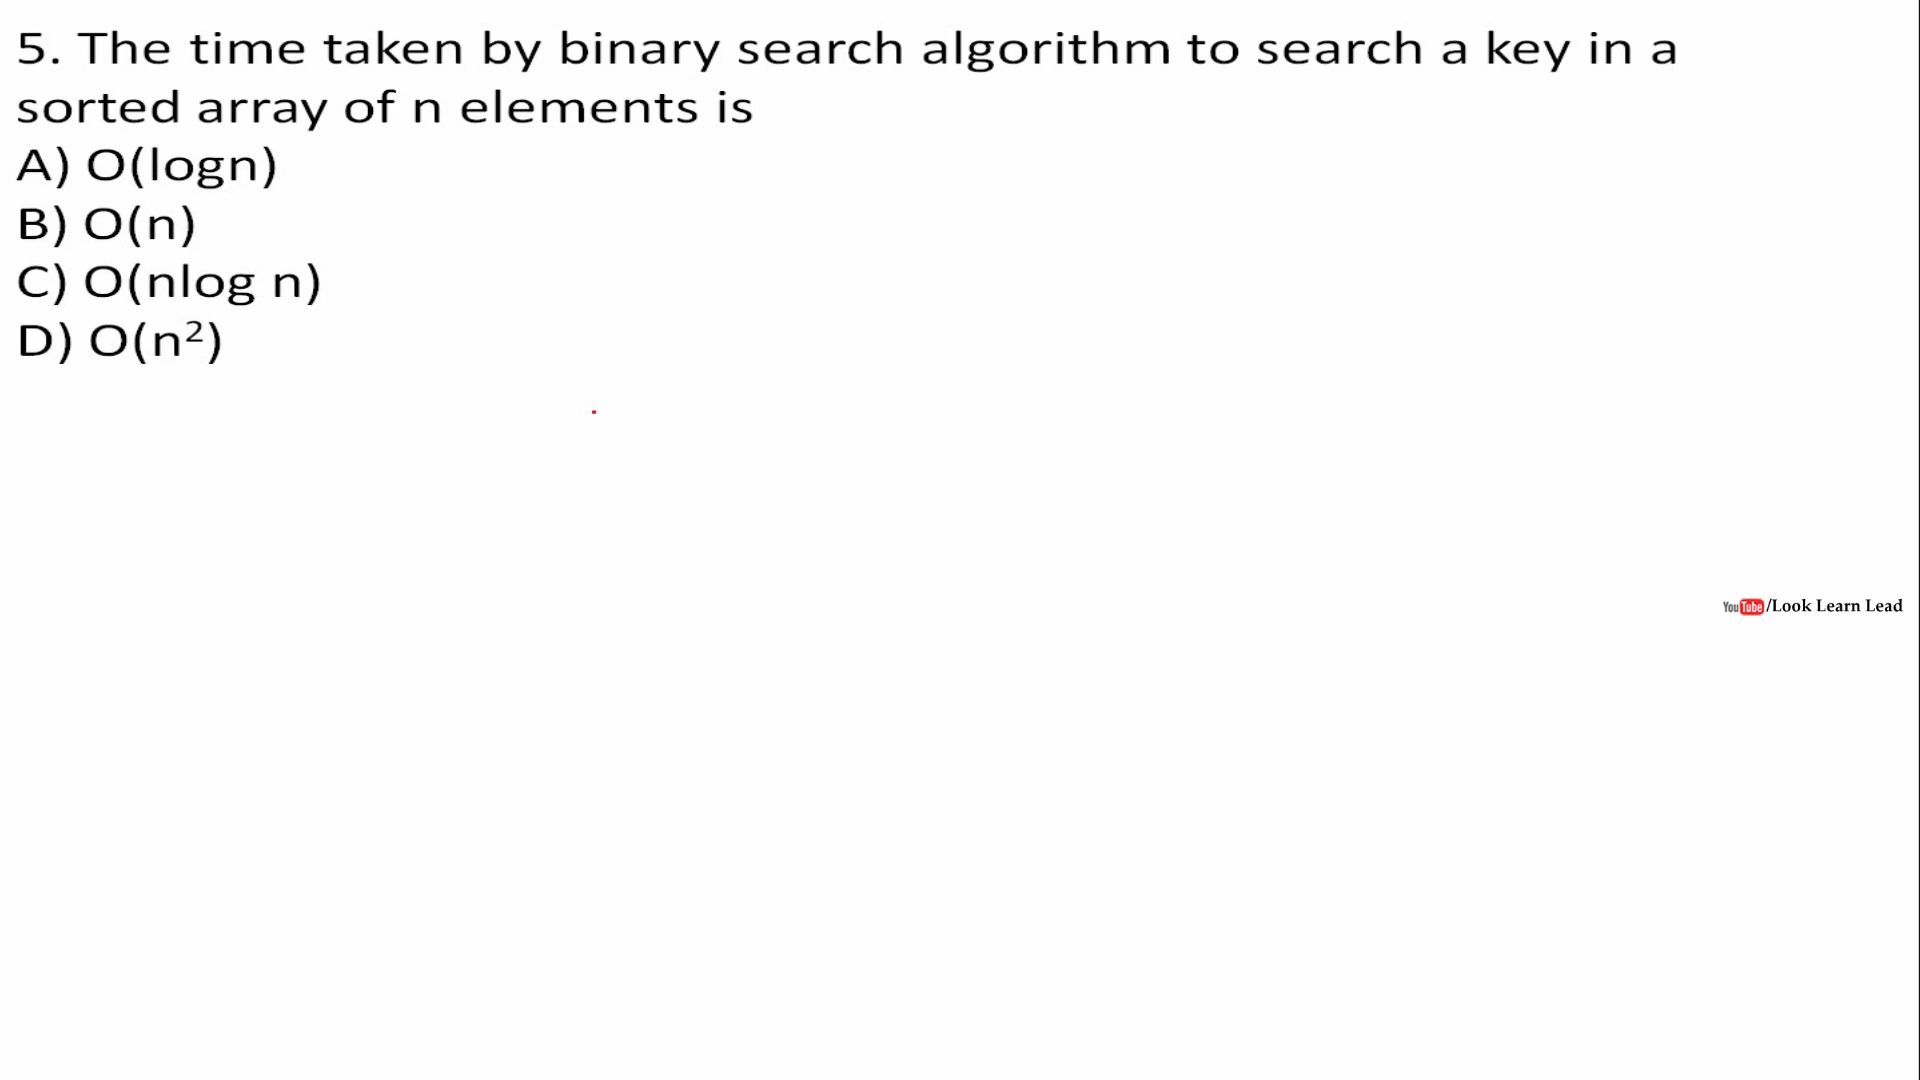 5. The time taken by binary search algorithm to search a key in a
sorted array of n elements is
A) O(logn)
B) O(n)
C) O(nlog n)
D) O(n²)
YouTube/Look Learn Lead